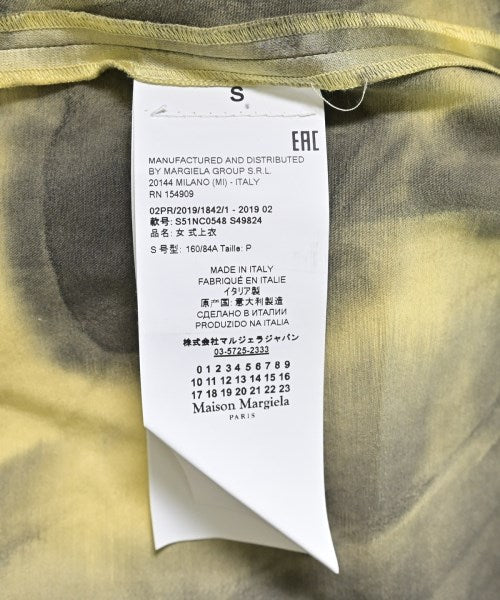 S
EAC
MANUFACTURED AND DISTRIBUTED
BY MARGIELA GROUP S.R.L.
20144 MILANO (MI) - ITALY
RN 154909
02PR/2019/1842/1 - 2019 02
款号: S51NC0548 S49824
品名: 女 式上衣
S 号型: 160/84A Taille: P
MADE IN ITALY
FABRIQUÉ EN ITALIE
イタリア製
原产国: 意大利製造
СДЕЛАНО В ИТАЛИИ
PRODUZIDO NA ITALIA
株式会社マルジェラジャパン
03-5725-2333
0 1 2 3 4 5 6 7 8 9
10 11 12 13 14 15 16
17 18 19 20 21 22 23
Maison Margiela
PARIS